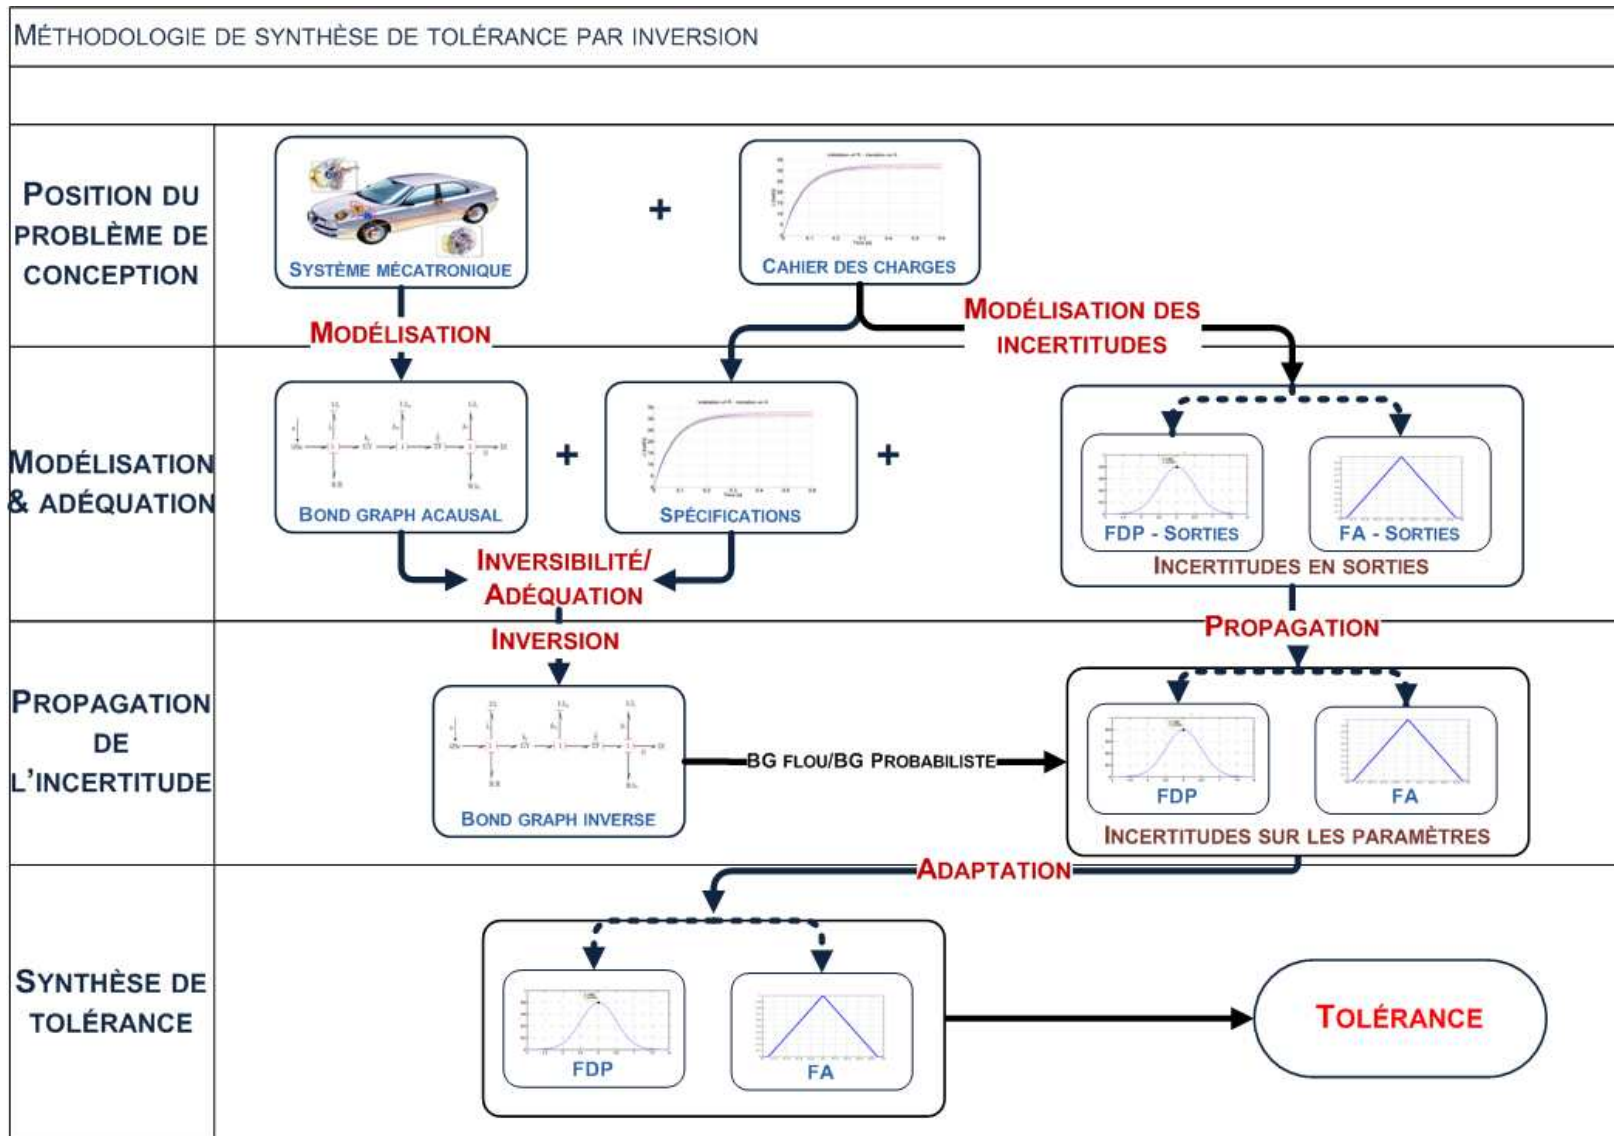 MÉTHODOLOGIE DE SYNTHÈSE DE TOLÉRANCE PAR INVERSION
POSITION DU
PROBLÈME DE
CONCEPTION
SYSTÈME MÉCATRONIQUE
+
CAHIER DES CHARGES
MODÉLISATION
MODÉLISATION DES
INCERTITUDES
MODÉLISATION
& ADÉQUATION
BOND GRAPH ACAUSAL
+
SPÉCIFICATIONS
+
FDP - SORTIES
FA - SORTIES
INCERTITUDES EN SORTIES
INVERSIBILITÉ/
ADÉQUATION
INVERSION
PROPAGATION
PROPAGATION
DE
L'INCERTITUDE
BOND GRAPH INVERSE
BG FLOU/BG PROBABILISTE
FDP
FA
INCERTITUDES SUR LES PARAMÈTRES
ADAPTATION
SYNTHÈSE DE
TOLÉRANCE
FDP
FA
TOLÉRANCE